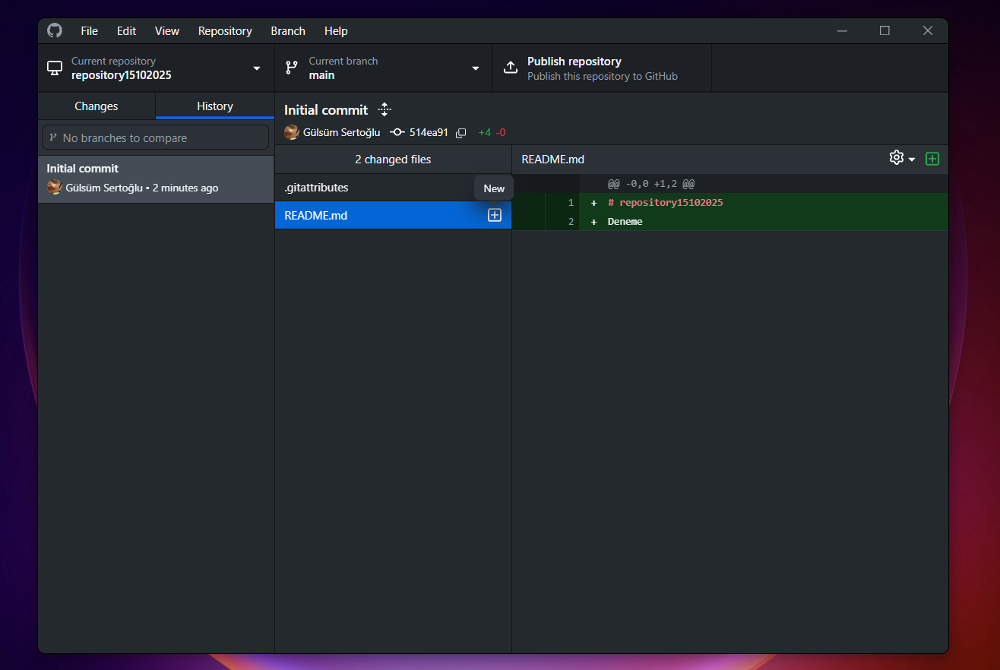 File Edit View Repository Branch Help
Current repository
repository15102025
Current branch
main
Publish repository
Publish this repository to GitHub
Changes
History
No branches to compare
Initial commit
Gülsüm Sertoğlu • 2 minutes ago
Initial commit
Gülsüm Sertoğlu 514ea91 +4 -0
2 changed files
.gitattributes
New
README.md
README.md
@@ -0,0 +1,2 @@
1 + # repository15102025
2 + Deneme